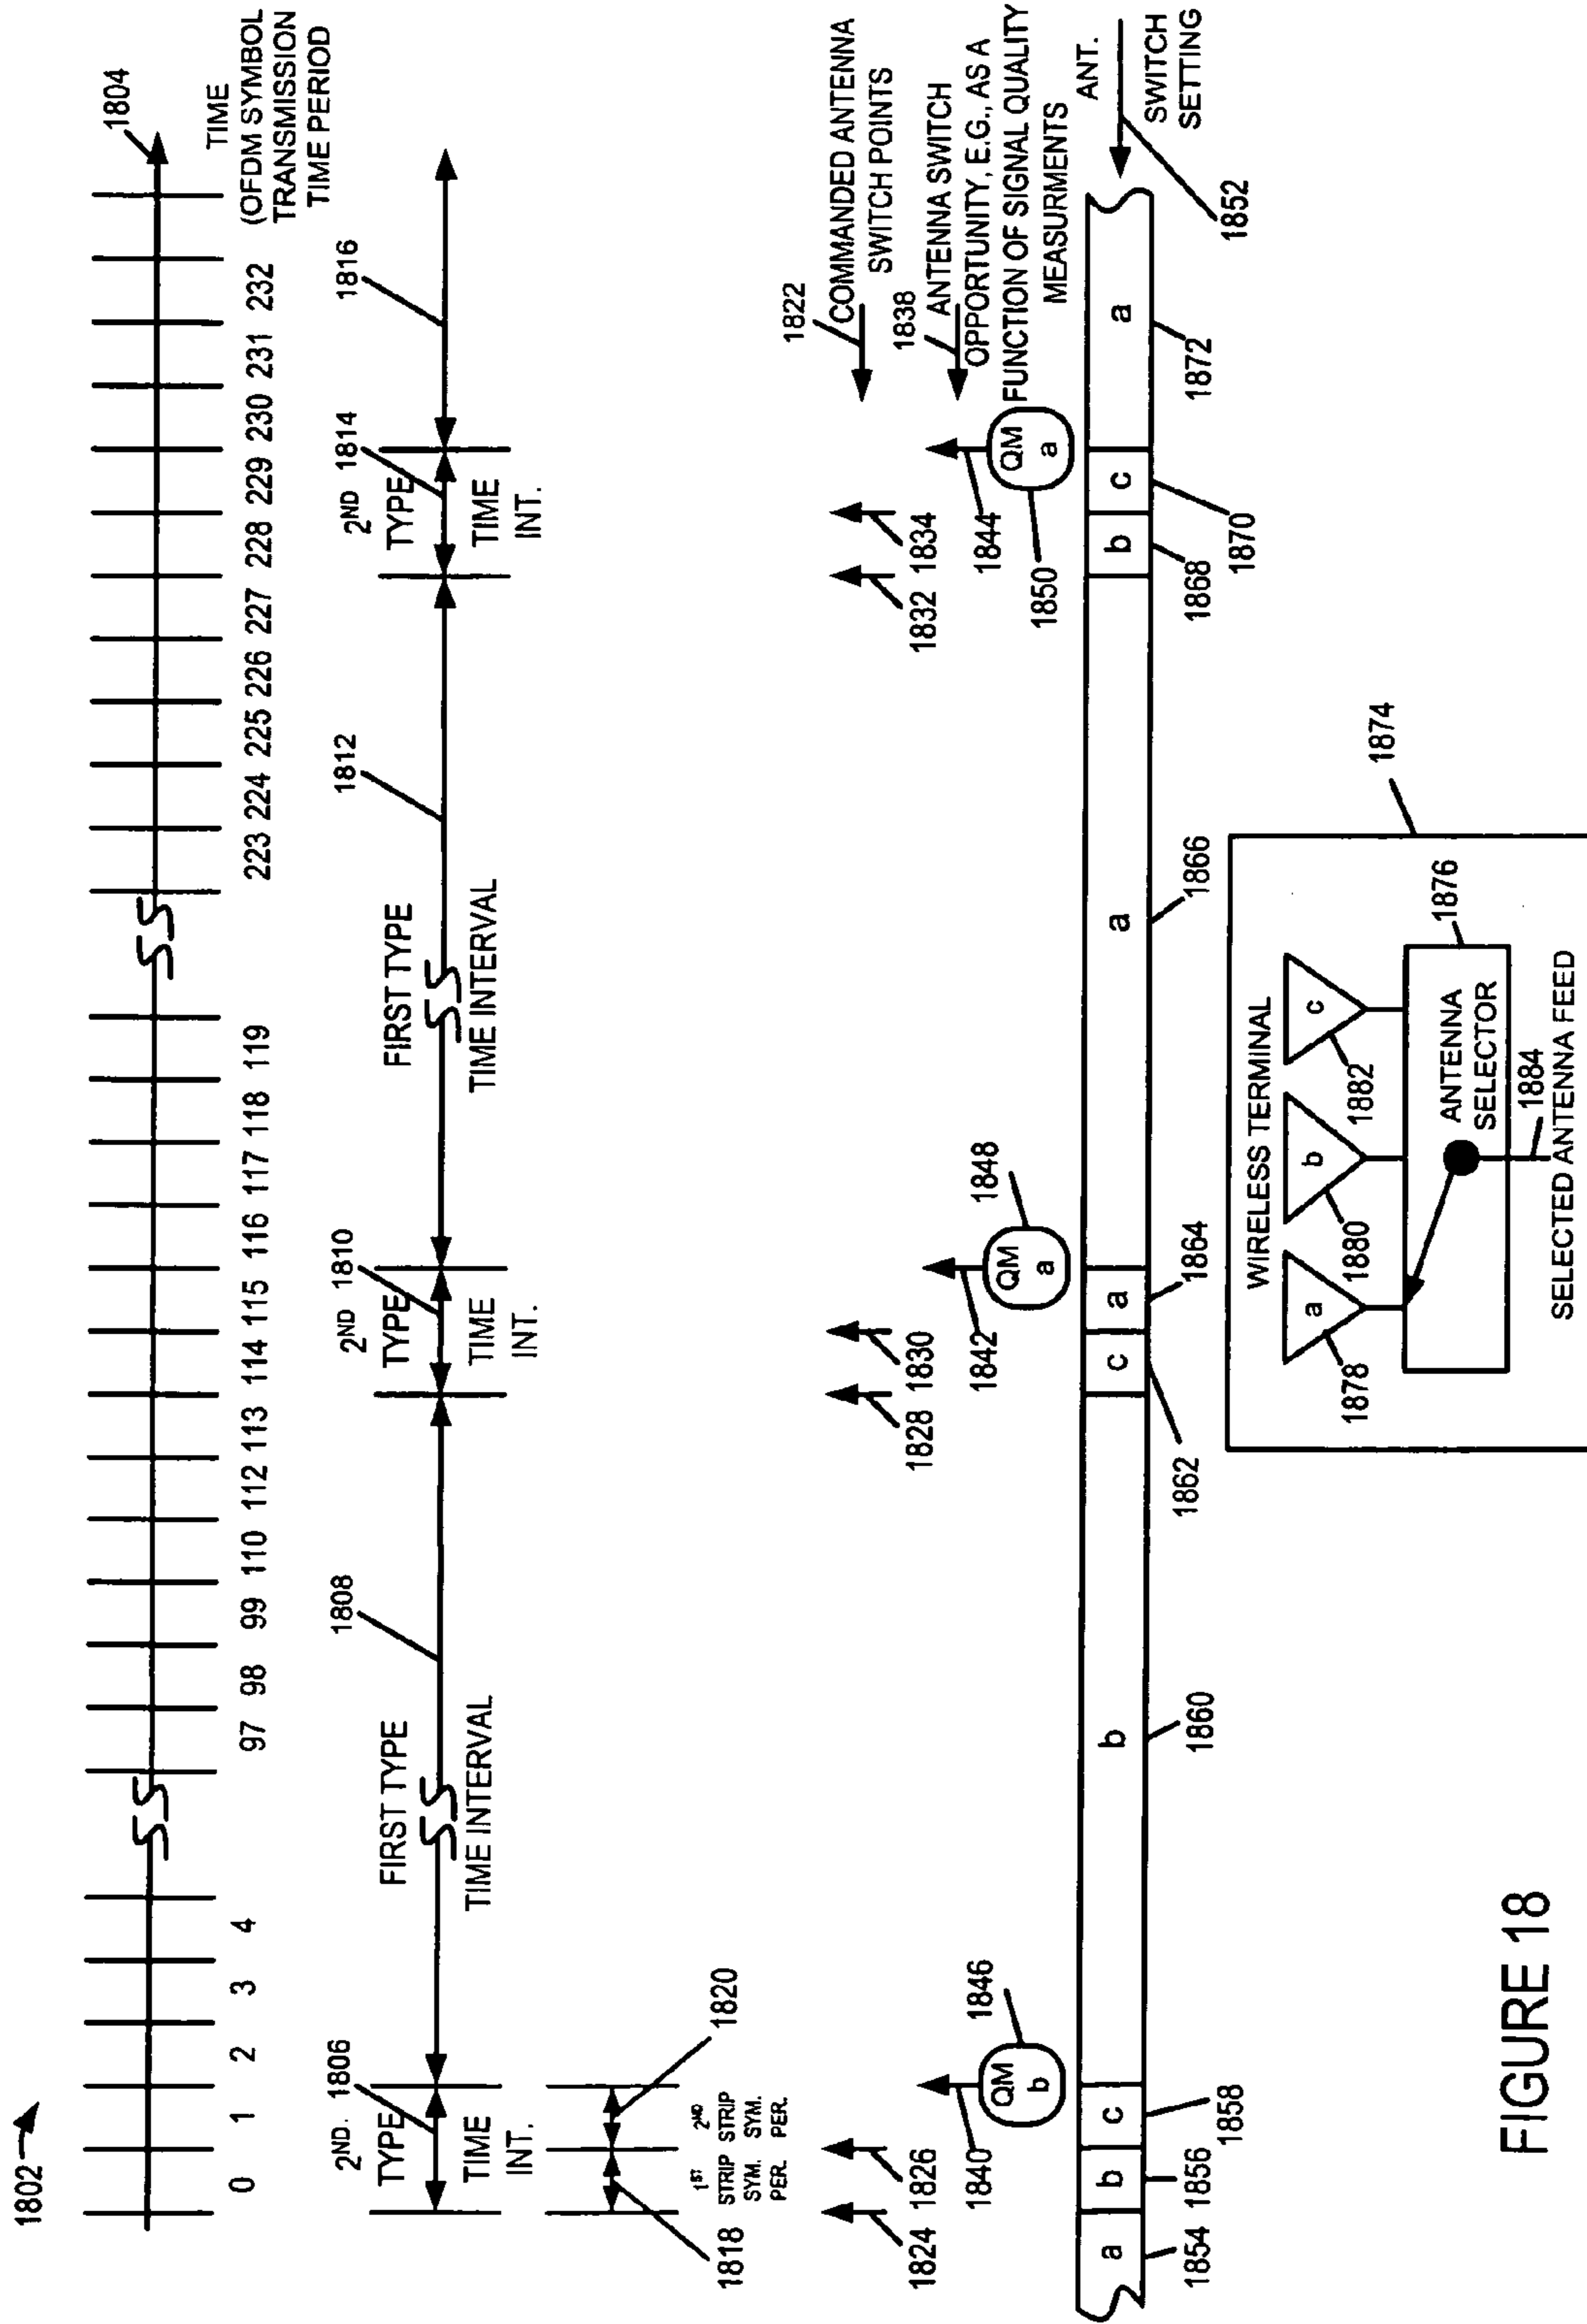 1802
1804
0 1 2 3 4 97 98 99 110 112 113 114 115 116 117 118 119 223 224 225 226 227 228 229 230 231 232
TIME
(OFDM SYMBOL
TRANSMISSION
TIME PERIOD
2ND. 1806
TYPE
TIME
INT.
FIRST TYPE
TIME INTERVAL
1808
2ND 1810
TYPE
TIME
INT.
FIRST TYPE
TIME INTERVAL
1812
2ND 1814
TYPE
TIME
INT.
1816
1818
1ST
STRIP
SYM.
PER.
2ND
STRIP
SYM.
PER.
1820
1824 1826 1828 1830 1832 1834
1822
COMMANDED ANTENNA
SWITCH POINTS
1838
ANTENNA SWITCH
OPPORTUNITY, E.G., AS A
FUNCTION OF SIGNAL QUALITY
MEASURMENTS
1840
QM
b
1846
1842
QM
a
1848
1844
QM
a
1850
a b c b c a a b c a
1854 1856 1858 1860 1862 1864 1866 1868 1870 1872
ANT.
SWITCH
SETTING
1852
WIRELESS TERMINAL
1874
a b c
1878 1880 1882
1876
ANTENNA
SELECTOR
1884
SELECTED ANTENNA FEED
FIGURE 18